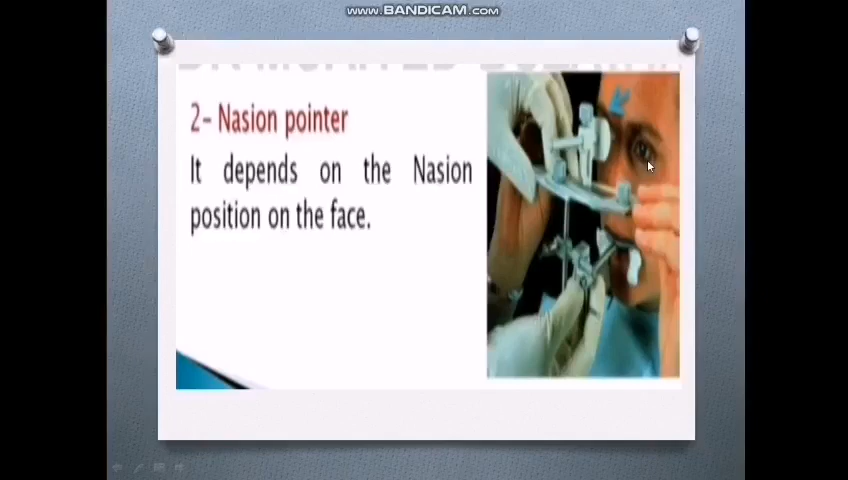 www.BANDICAM.com
2- Nasion pointer
It depends on the Nasion
position on the face.